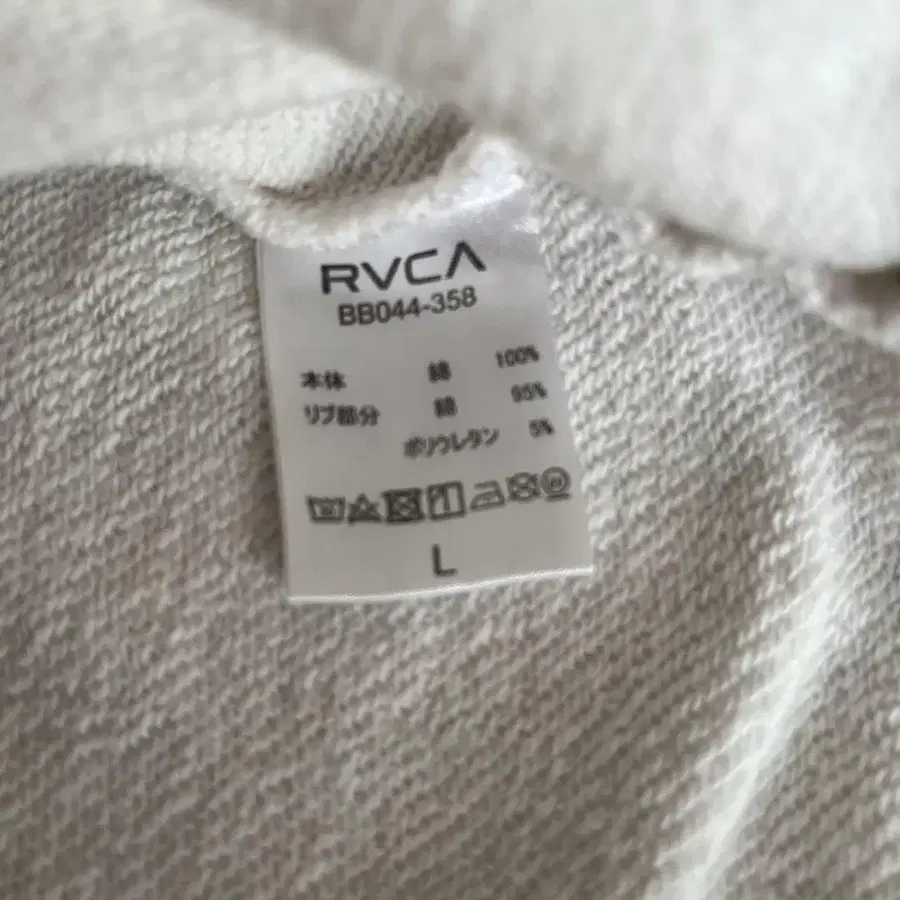 RVCA
BB044-358
本体 綿 100%
リブ部分 綿 95%
ポリウレタン 5%
L